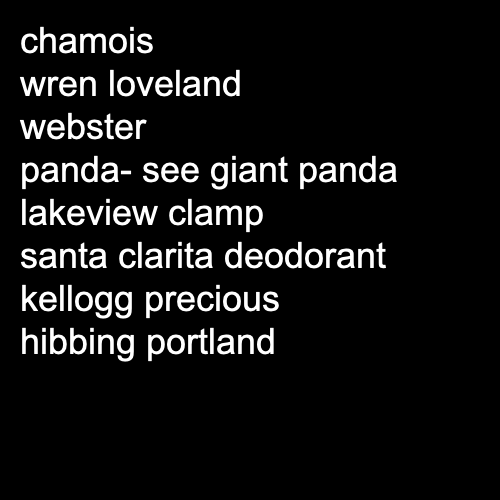 chamois
wren loveland
webster
panda- see giant panda
lakeview clamp
santa clarita deodorant
kellogg precious
hibbing portland